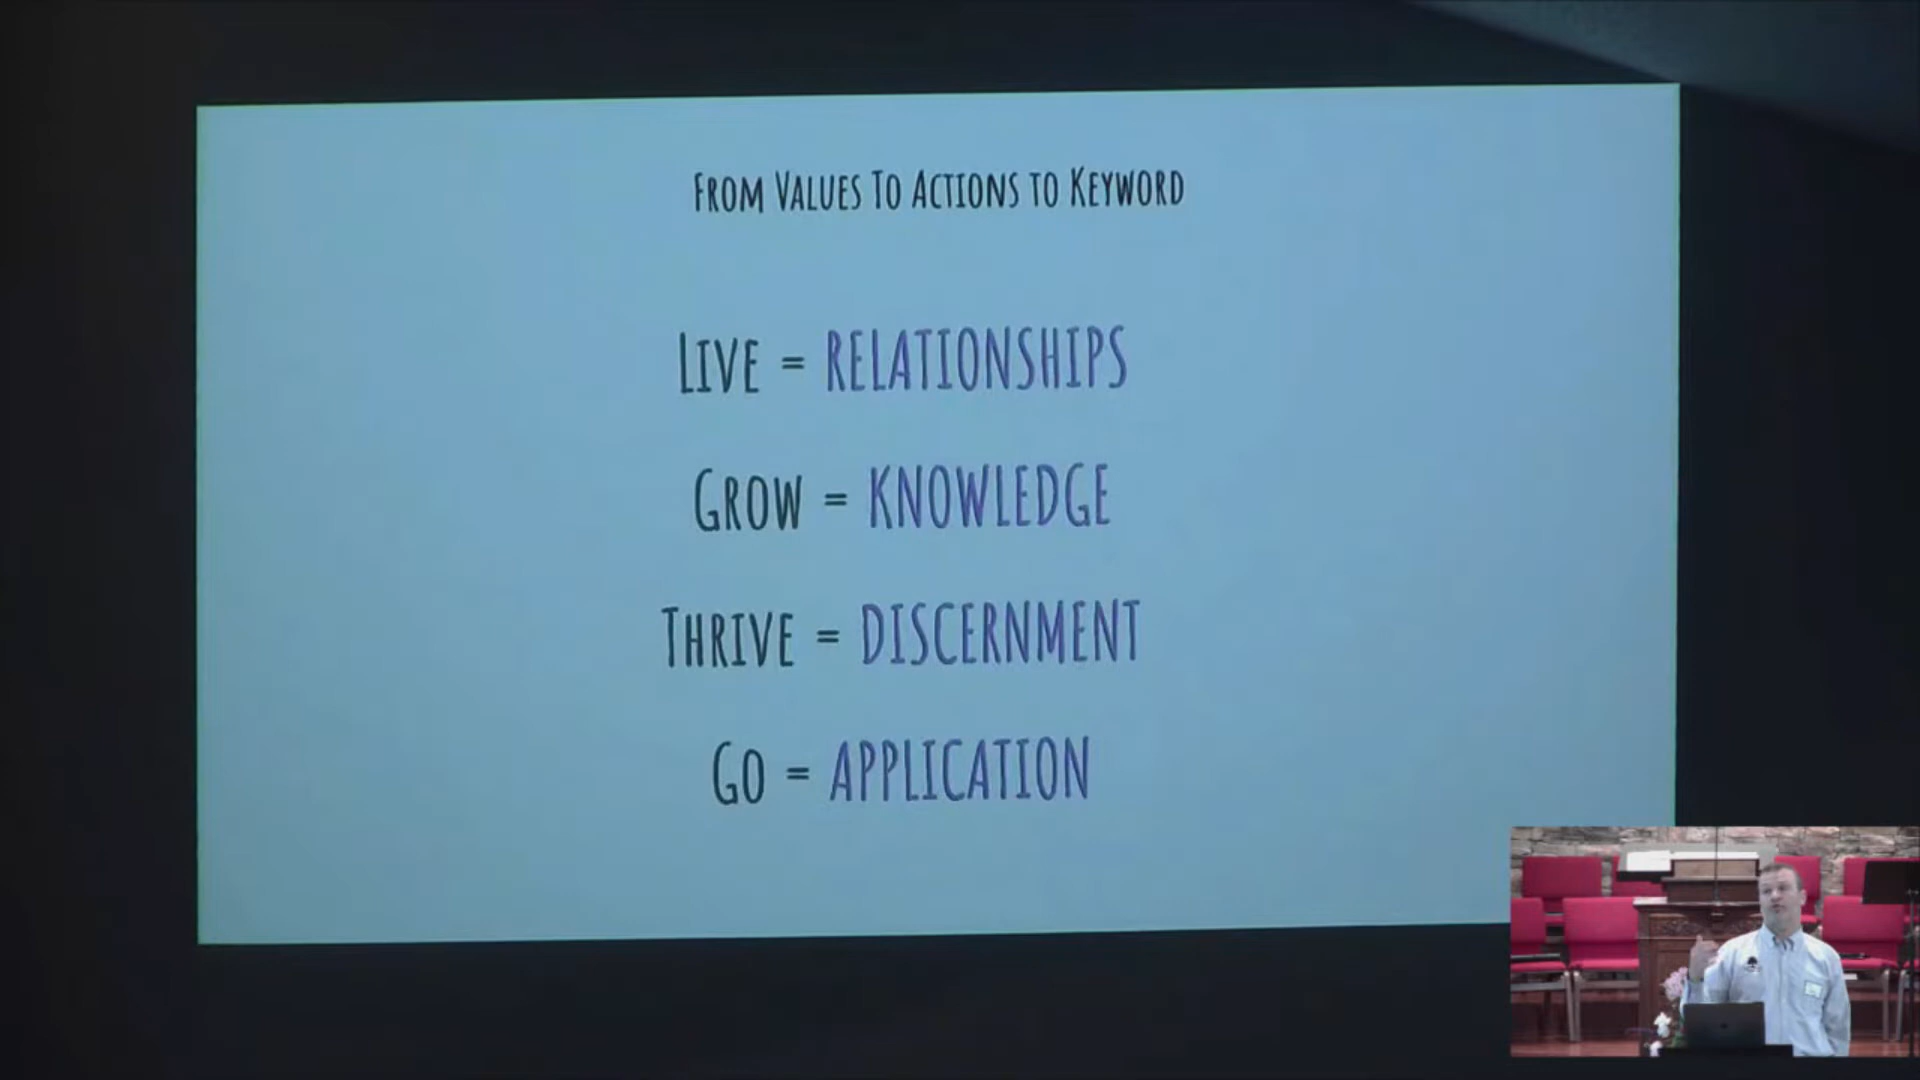 From Values To Actions to Keyword
Live = RELATIONSHIPS
Grow = KNOWLEDGE
Thrive = DISCERNMENT
Go = APPLICATION